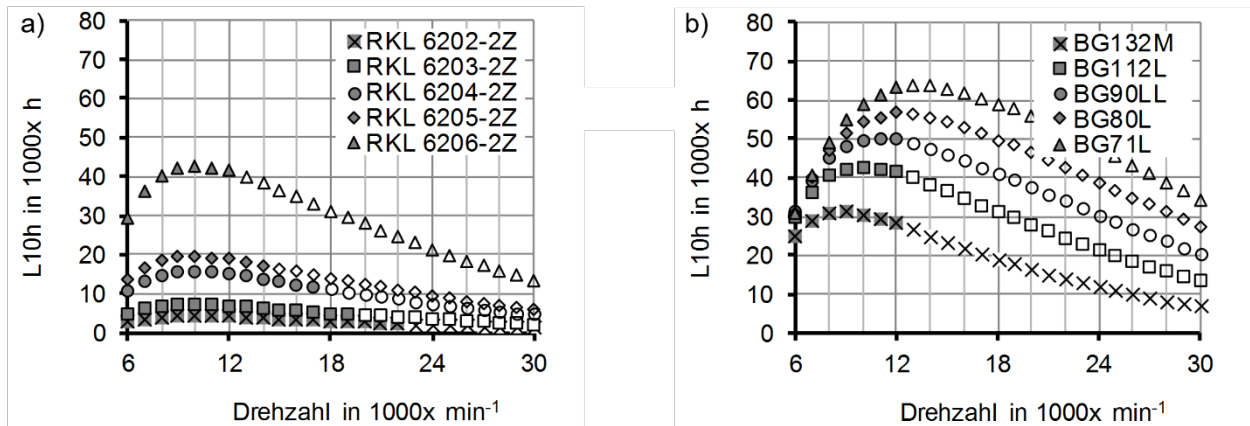 a)
80
70
60
50
40
30
20
10
0
L10h in 1000x h
RKL 6202-2Z
RKL 6203-2Z
RKL 6204-2Z
RKL 6205-2Z
RKL 6206-2Z
6 12 18 24 30
Drehzahl in 1000x min⁻¹
b)
80
70
60
50
40
30
20
10
0
L10h in 1000x h
BG132M
BG112L
BG90LL
BG80L
BG71L
6 12 18 24 30
Drehzahl in 1000x min⁻¹